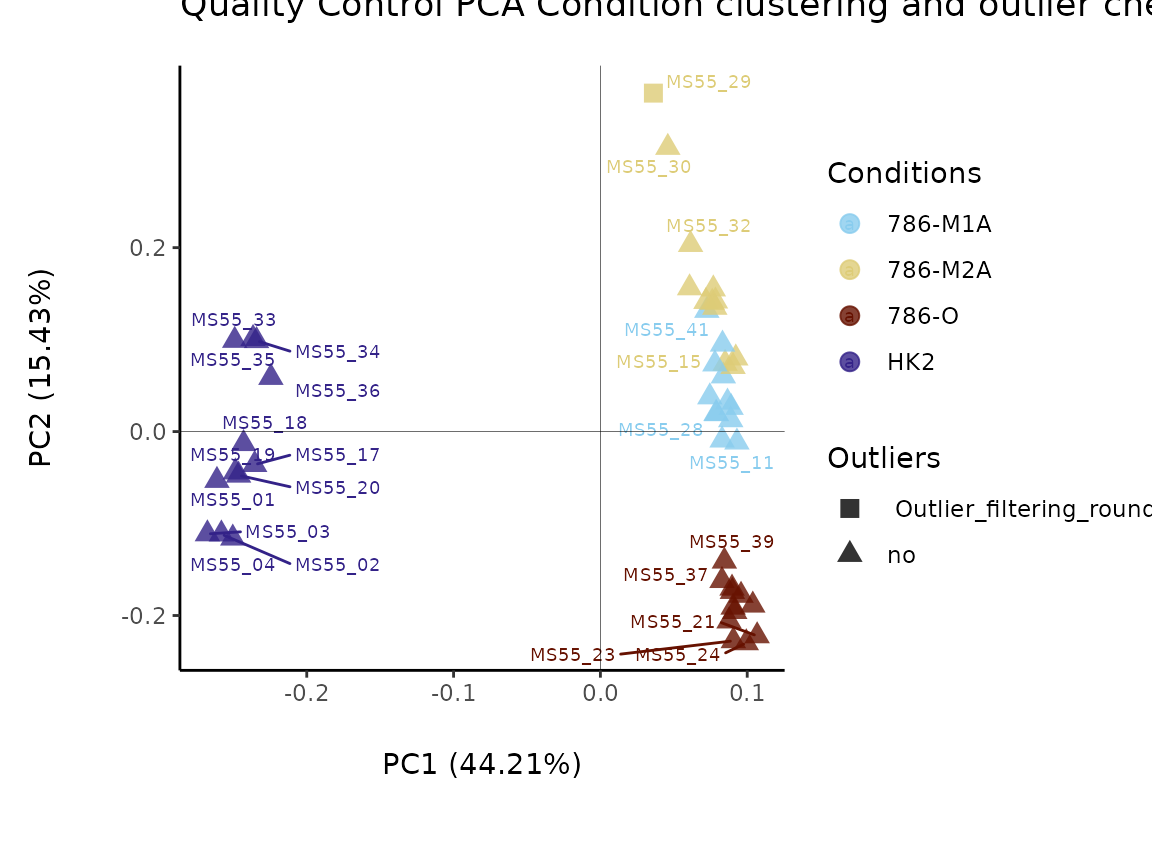 Quality Control PCA Condition clustering and outlier che
MS55_29
MS55_30
MS55_32
MS55_33
MS55_34
MS55_35
MS55_36
MS55_41
MS55_15
MS55_18
MS55_28
MS55_19
MS55_17
MS55_11
MS55_20
MS55_01
MS55_03
MS55_04
MS55_02
MS55_39
MS55_37
MS55_21
MS55_23
MS55_24
0.2
0.0
-0.2
-0.2
-0.1
0.0
0.1
PC2 (15.43%)
PC1 (44.21%)
Conditions
a 786-M1A
a 786-M2A
a 786-O
a HK2
Outliers
Outlier_filtering_round
no